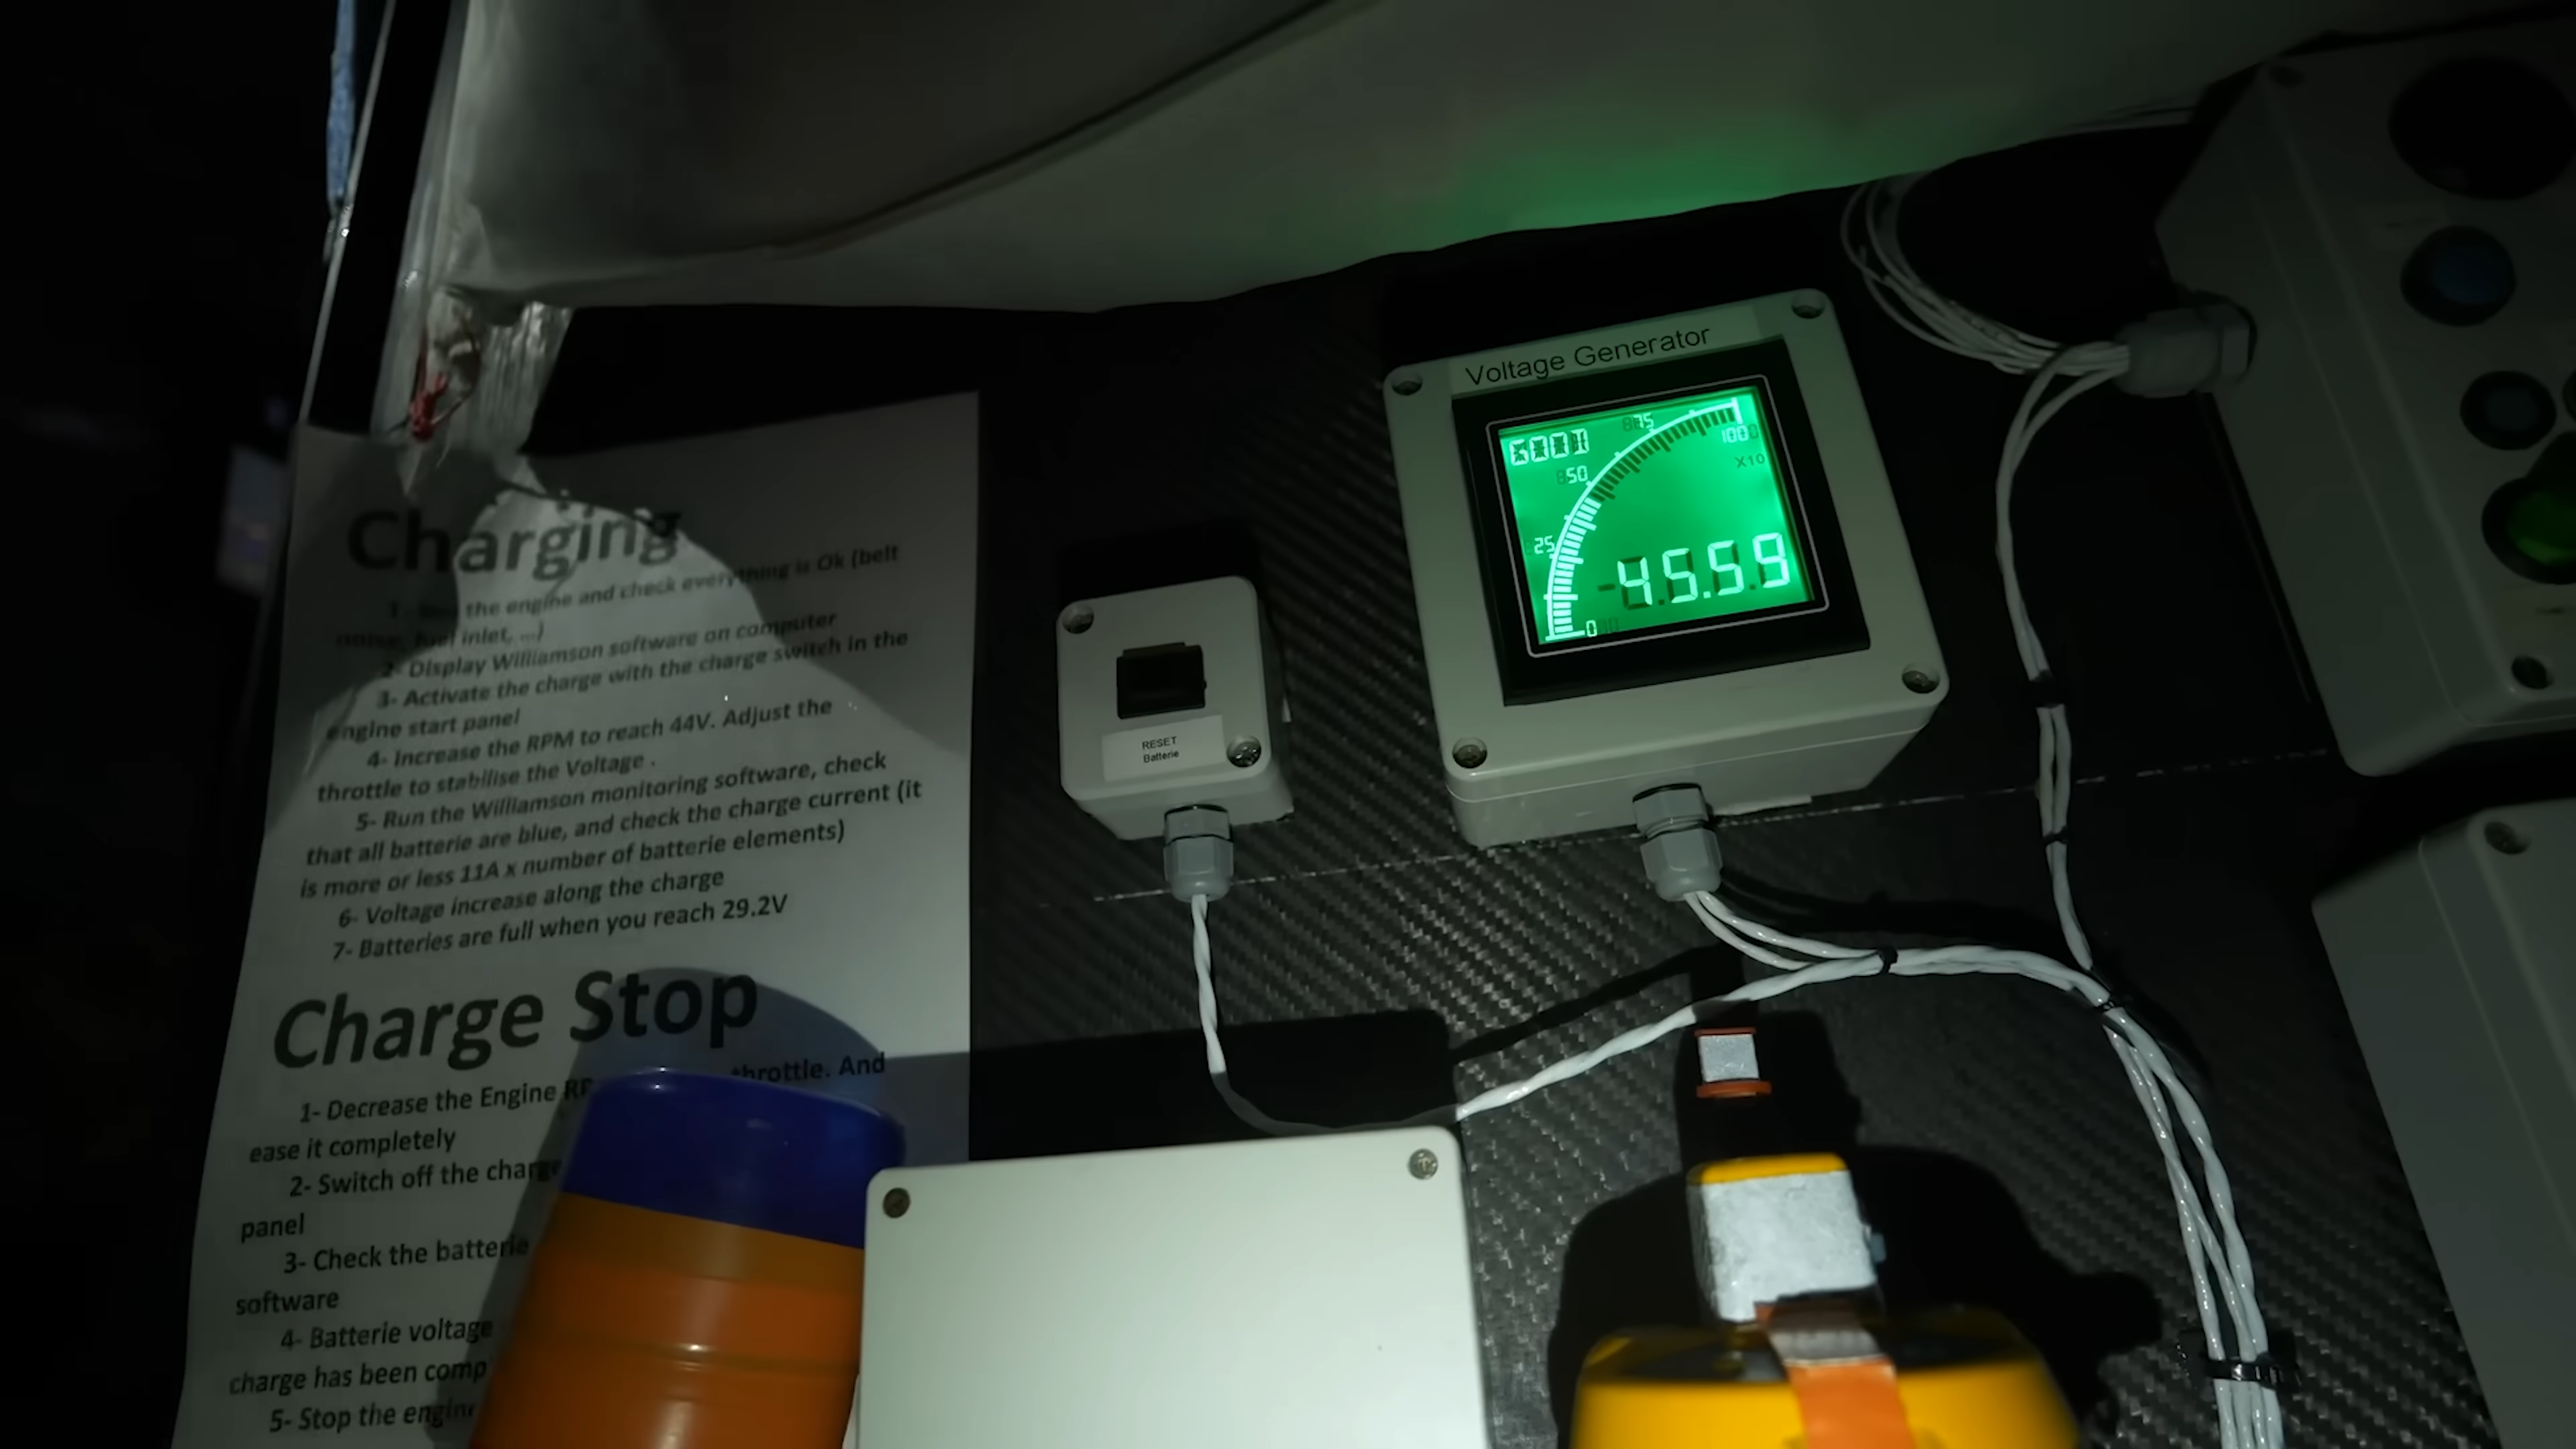 Charging
1- the engine and check everything is Ok (belt
noise, fuel inlet, ...)
2- Display Williamson software on computer
3- Activate the charge with the charge switch in the
engine start panel
4- Increase the RPM to reach 44V. Adjust the
throttle to stabilise the Voltage .
5- Run the Williamson monitoring software, check
that all batterie are blue, and check the charge current (it
is more or less 11A x number of batterie elements)
6- Voltage increase along the charge
7- Batteries are full when you reach 29.2V
Charge Stop
1- Decrease the Engine throttle. And
ease it completely
2- Switch off the charge
panel
3- Check the batterie
software
4- Batterie voltage
charge has been
5- Stop the
RESET
Batterie
Voltage Generator
GOOD
75
100
X10
50
25
45.59
0